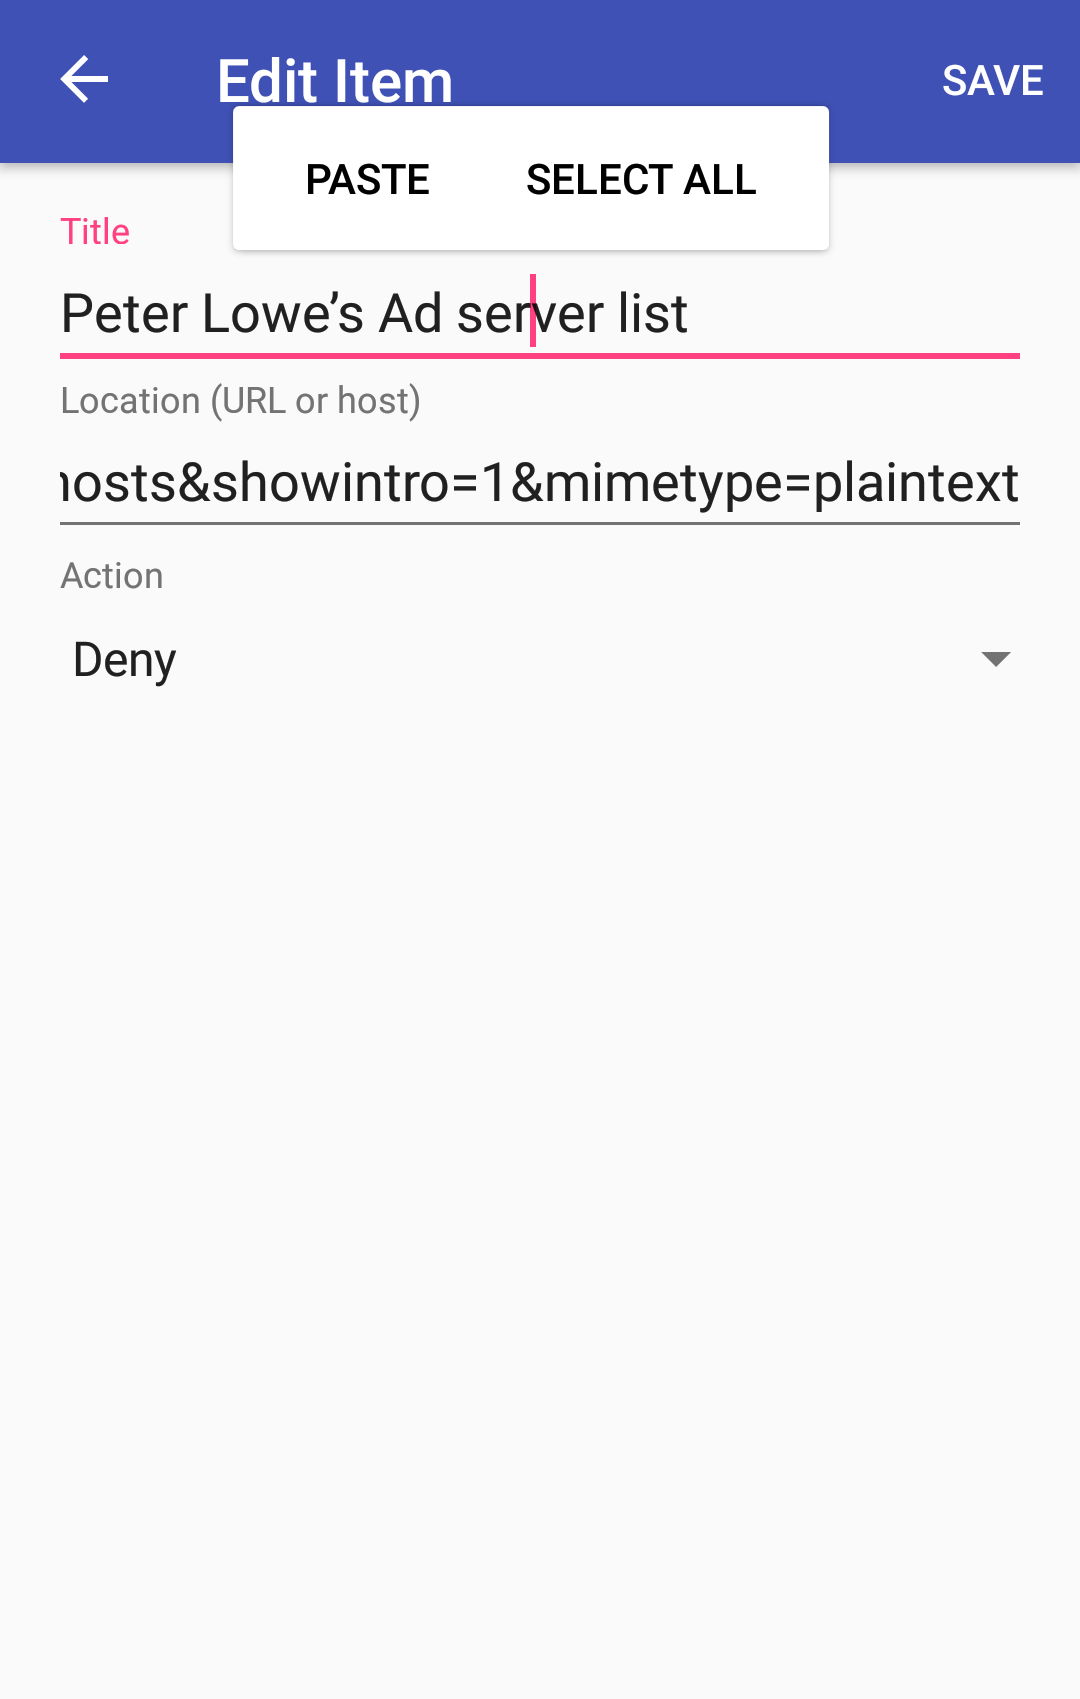 Edit Item
SAVE
PASTE SELECT ALL
Title
Peter Lowe’s Ad server list
Location (URL or host)
hosts&showintro=1&mimetype=plaintext
Action
Deny